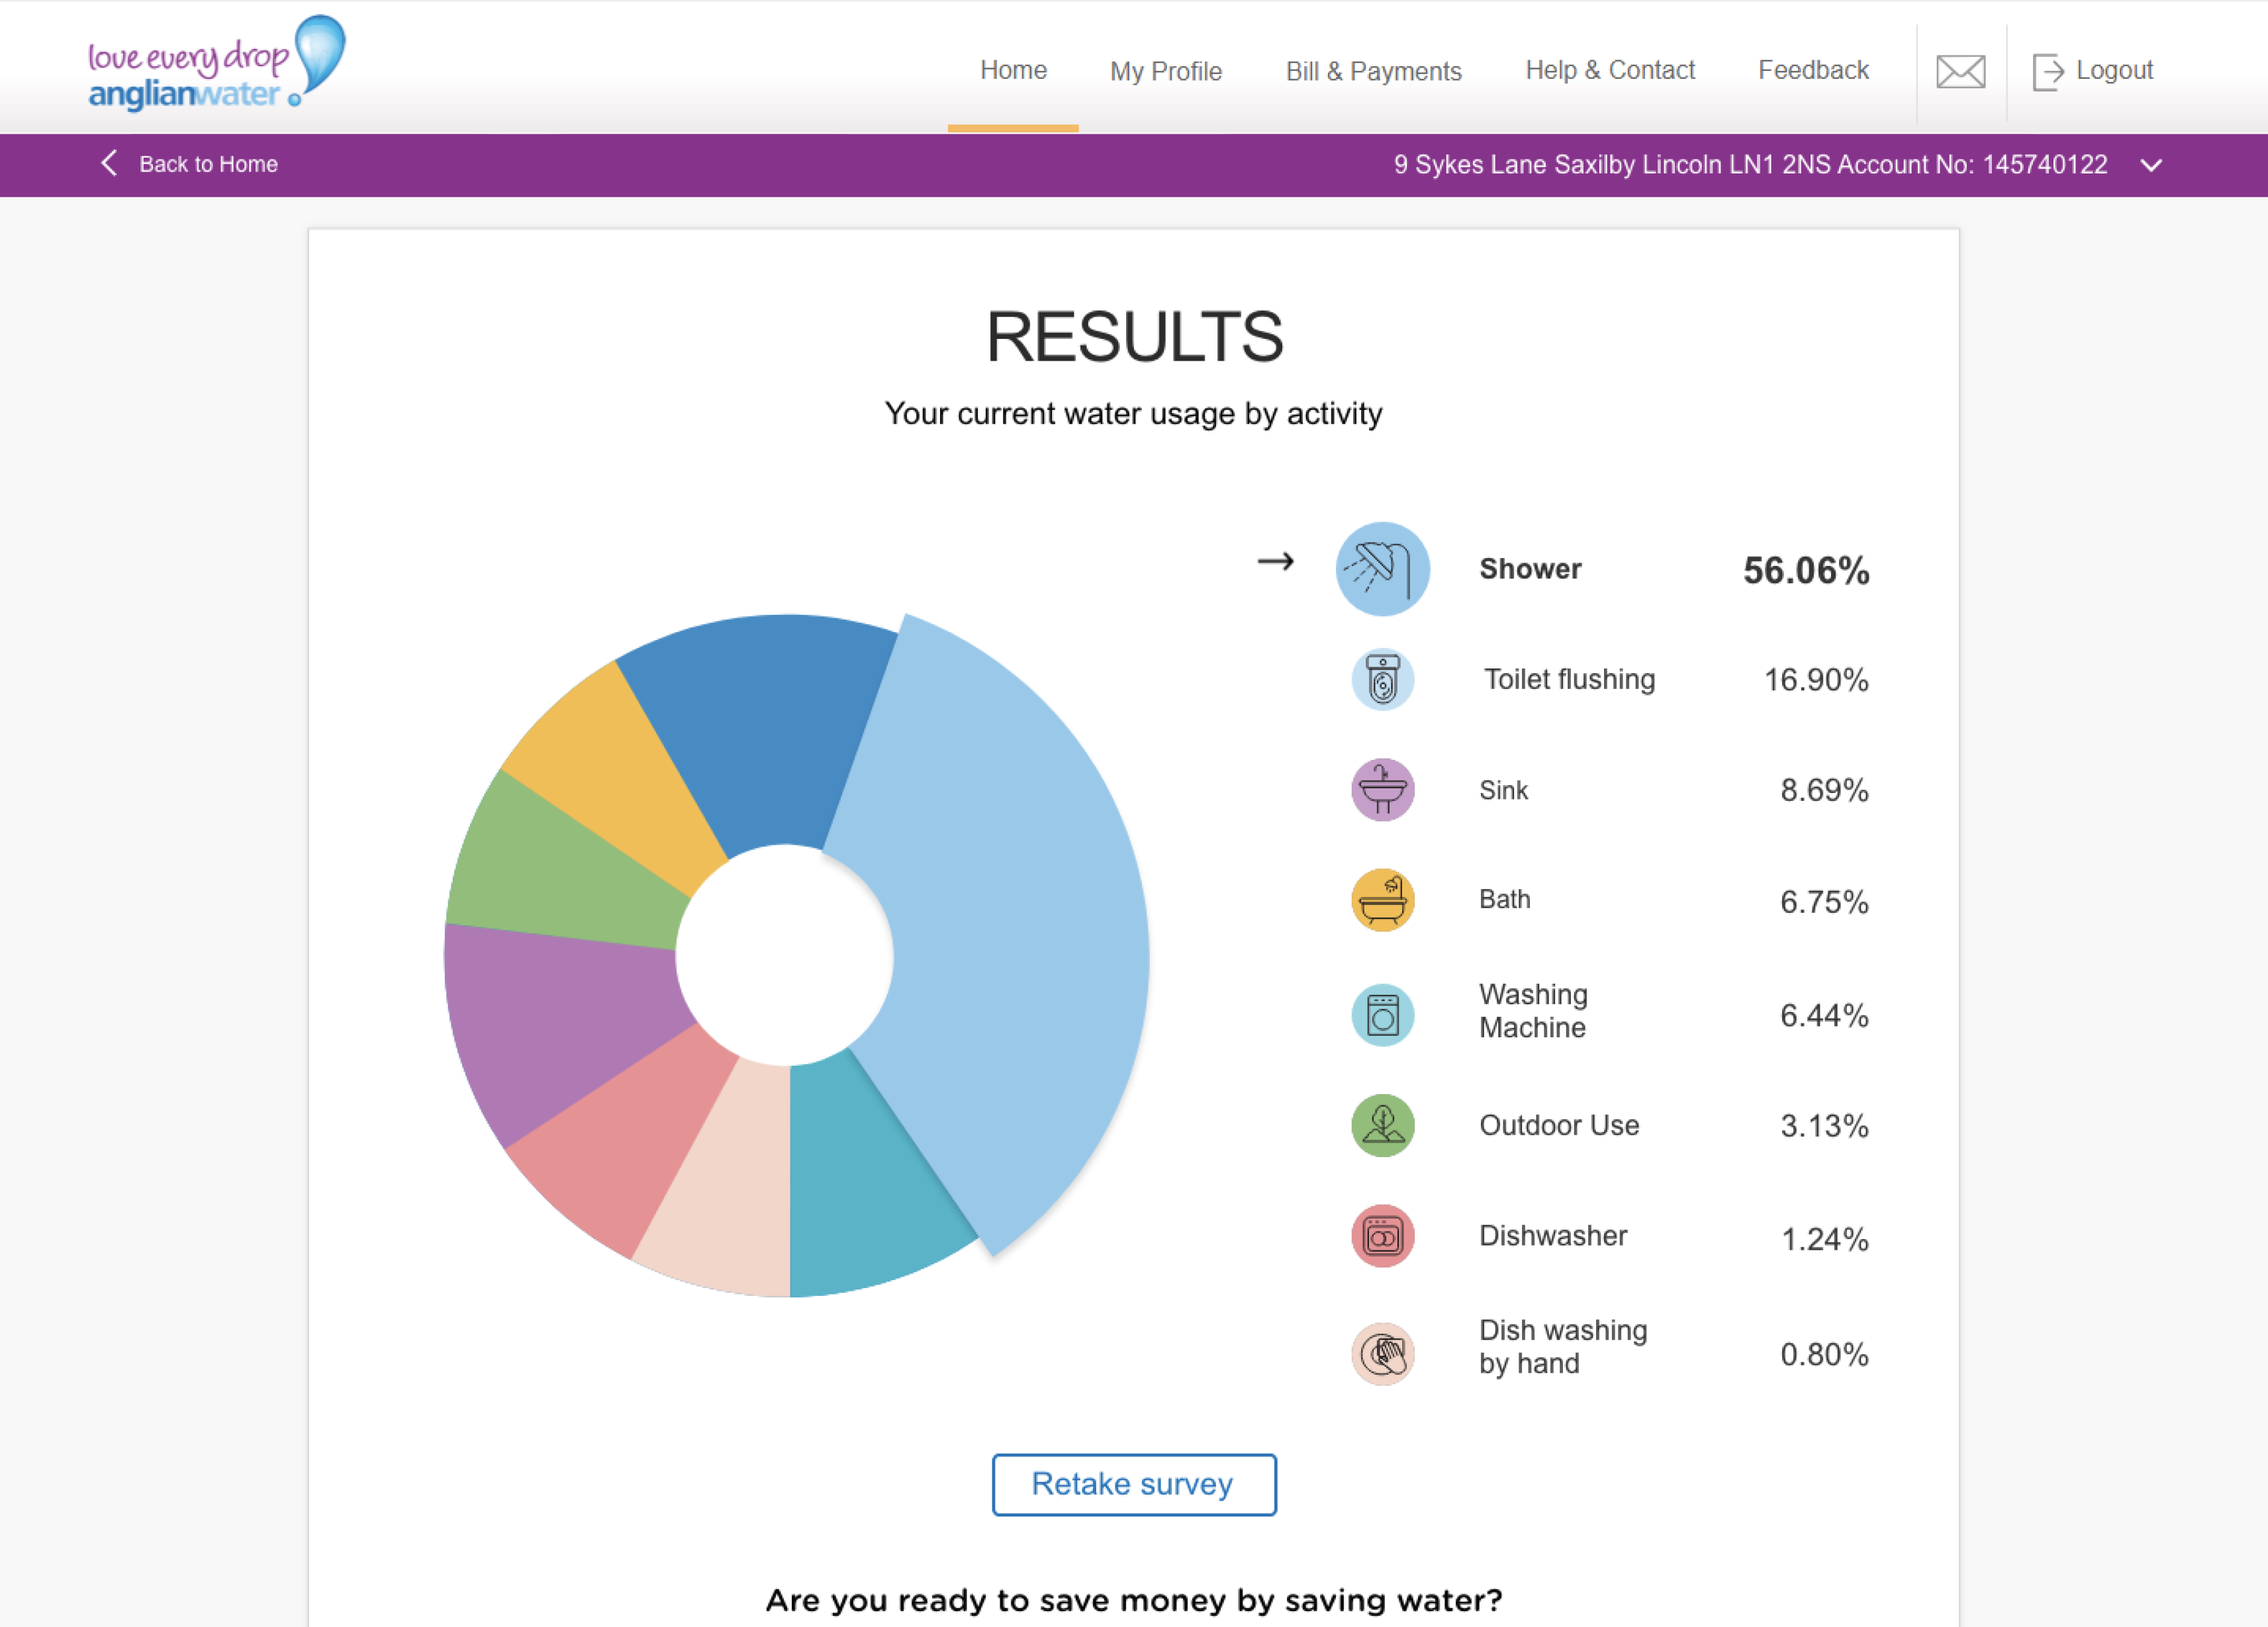 love every drop
anglianwater
Home My Profile Bill & Payments Help & Contact Feedback Logout
Back to Home 9 Sykes Lane Saxilby Lincoln LN1 2NS Account No: 145740122
RESULTS
Your current water usage by activity
Shower 56.06%
Toilet flushing 16.90%
Sink 8.69%
Bath 6.75%
Washing
Machine 6.44%
Outdoor Use 3.13%
Dishwasher 1.24%
Dish washing
by hand 0.80%
Retake survey
Are you ready to save money by saving water?